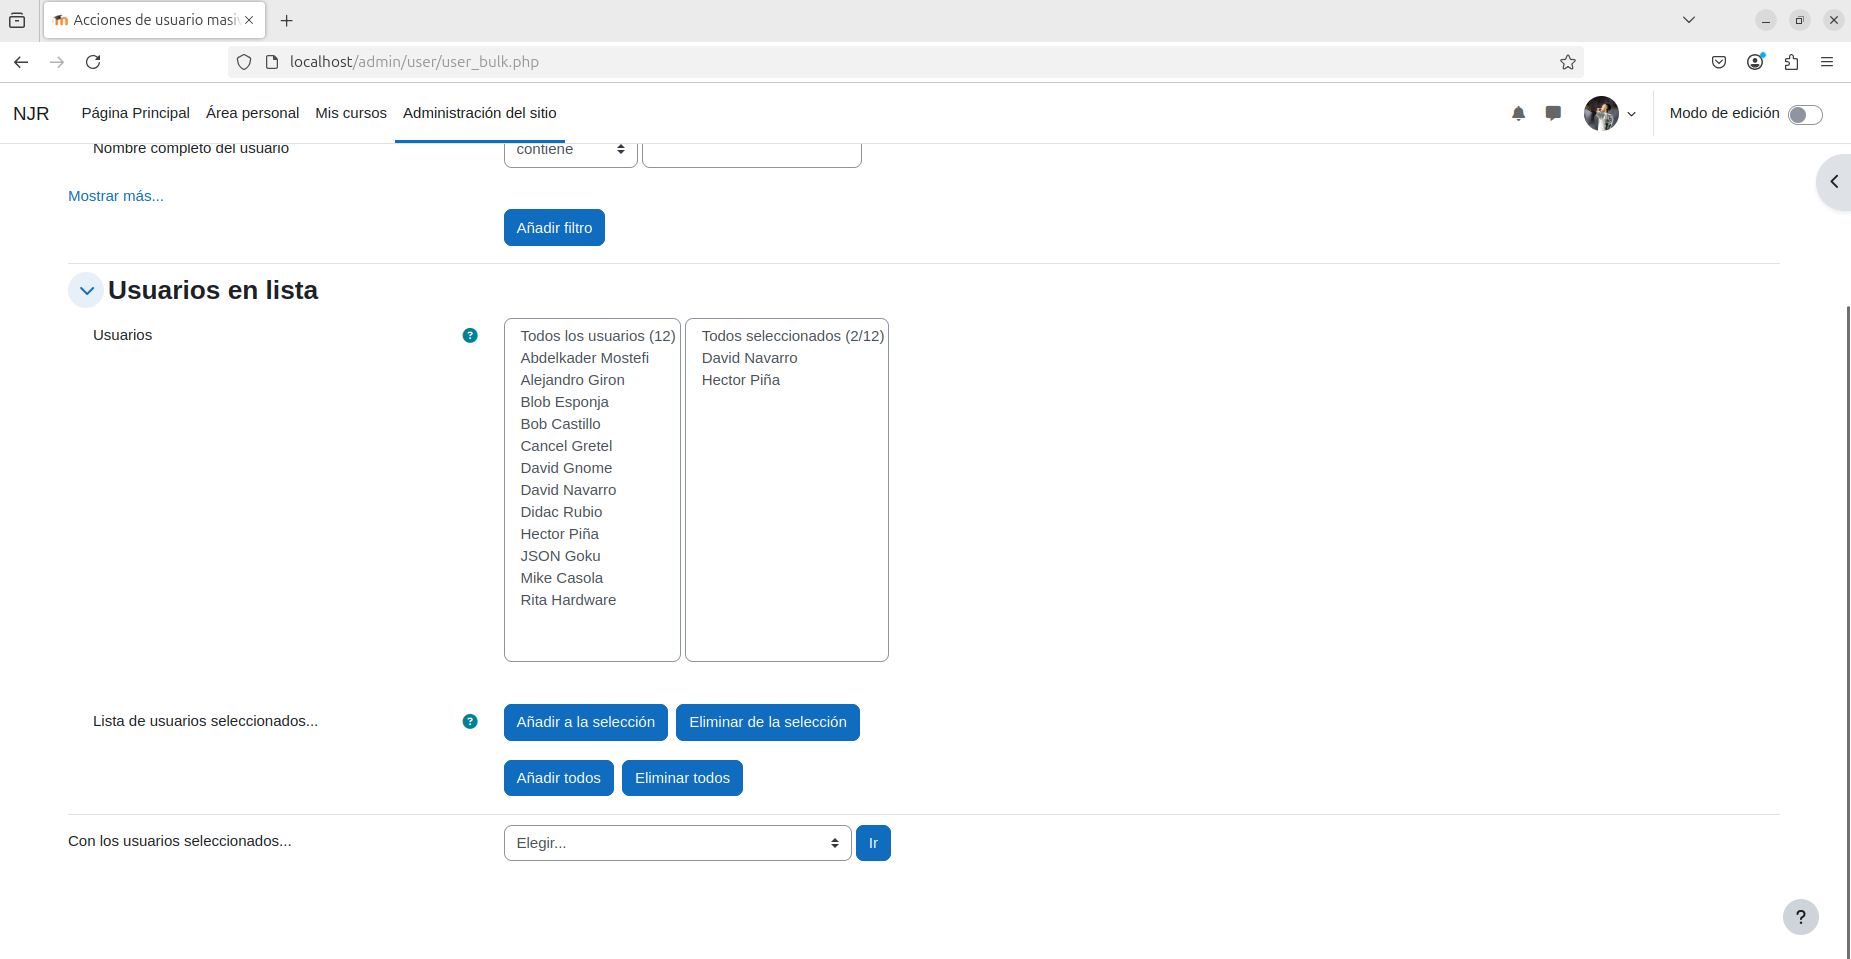 Acciones de usuario masi
localhost/admin/user/user_bulk.php
NJR Página Principal Área personal Mis cursos Administración del sitio Modo de edición
Nombre completo del usuario contiene
Mostrar más...
Añadir filtro
Usuarios en lista
Usuarios ?
Todos los usuarios (12)
Abdelkader Mostefi
Alejandro Giron
Blob Esponja
Bob Castillo
Cancel Gretel
David Gnome
David Navarro
Didac Rubio
Hector Piña
JSON Goku
Mike Casola
Rita Hardware
Todos seleccionados (2/12)
David Navarro
Hector Piña
Lista de usuarios seleccionados... ? Añadir a la selección Eliminar de la selección
Añadir todos Eliminar todos
Con los usuarios seleccionados... Elegir... Ir
?